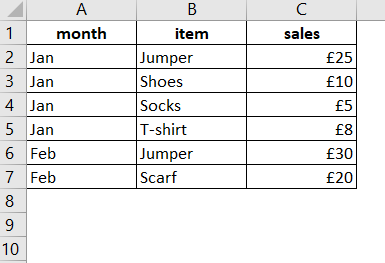 A B C
1 month item sales
2 Jan Jumper £25
3 Jan Shoes £10
4 Jan Socks £5
5 Jan T-shirt £8
6 Feb Jumper £30
7 Feb Scarf £20
8
9
10